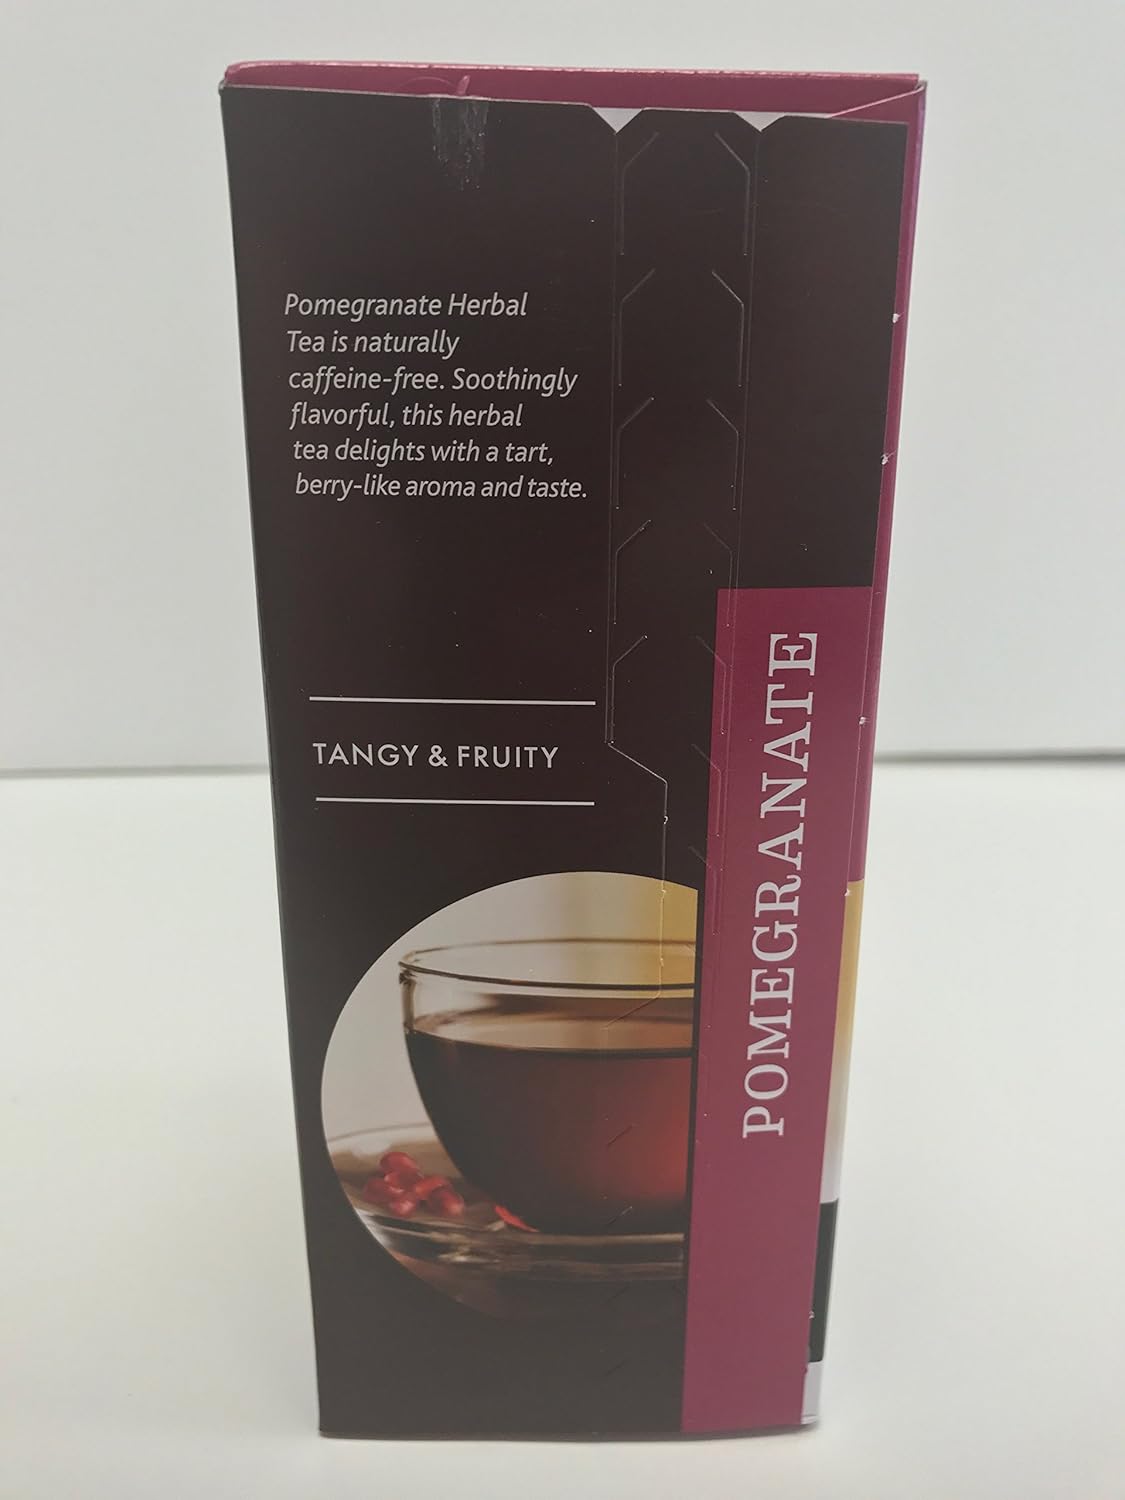 Pomegranate Herbal
Tea is naturally
caffeine-free. Soothingly
flavorful, this herbal
tea delights with a tart,
berry-like aroma and taste.
TANGY & FRUITY
POMEGRANATE